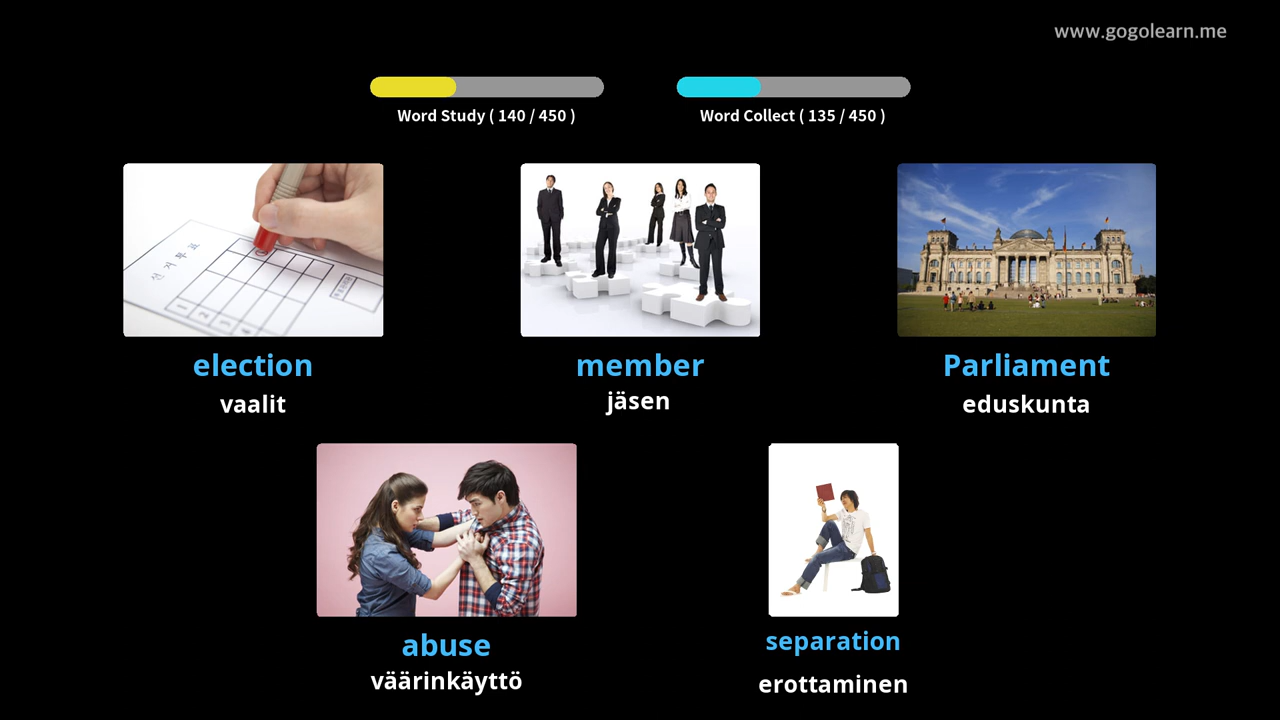 www.gogolearn.me
Word Study ( 140 / 450 )
Word Collect ( 135 / 450 )
election
vaalit
member
jäsen
Parliament
eduskunta
abuse
väärinkäyttö
separation
erottaminen